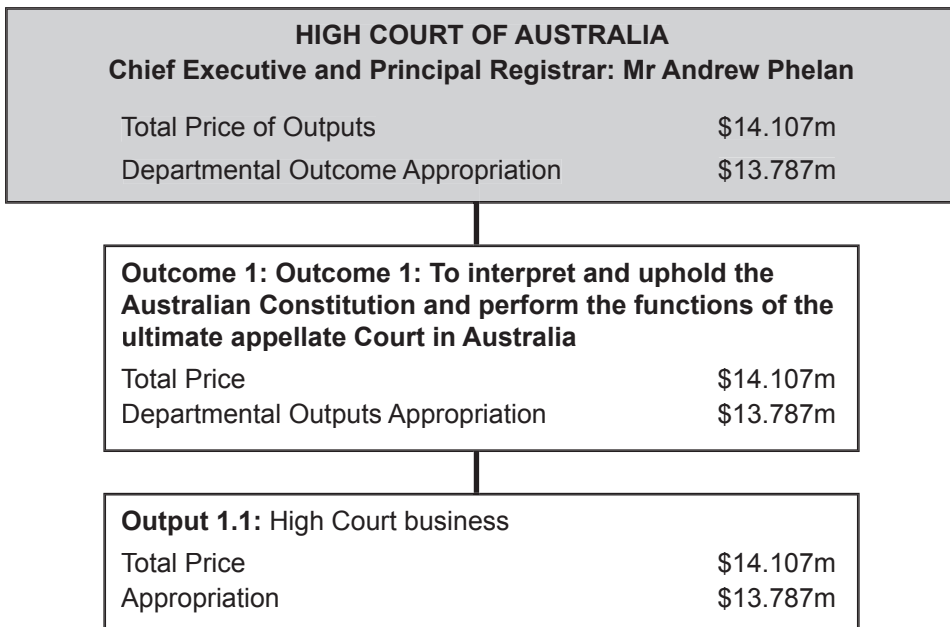 HIGH COURT OF AUSTRALIA
Chief Executive and Principal Registrar: Mr Andrew Phelan
Total Price of Outputs $14.107m
Departmental Outcome Appropriation $13.787m
Outcome 1: Outcome 1: To interpret and uphold the
Australian Constitution and perform the functions of the
ultimate appellate Court in Australia
Total Price $14.107m
Departmental Outputs Appropriation $13.787m
Output 1.1: High Court business
Total Price $14.107m
Appropriation $13.787m